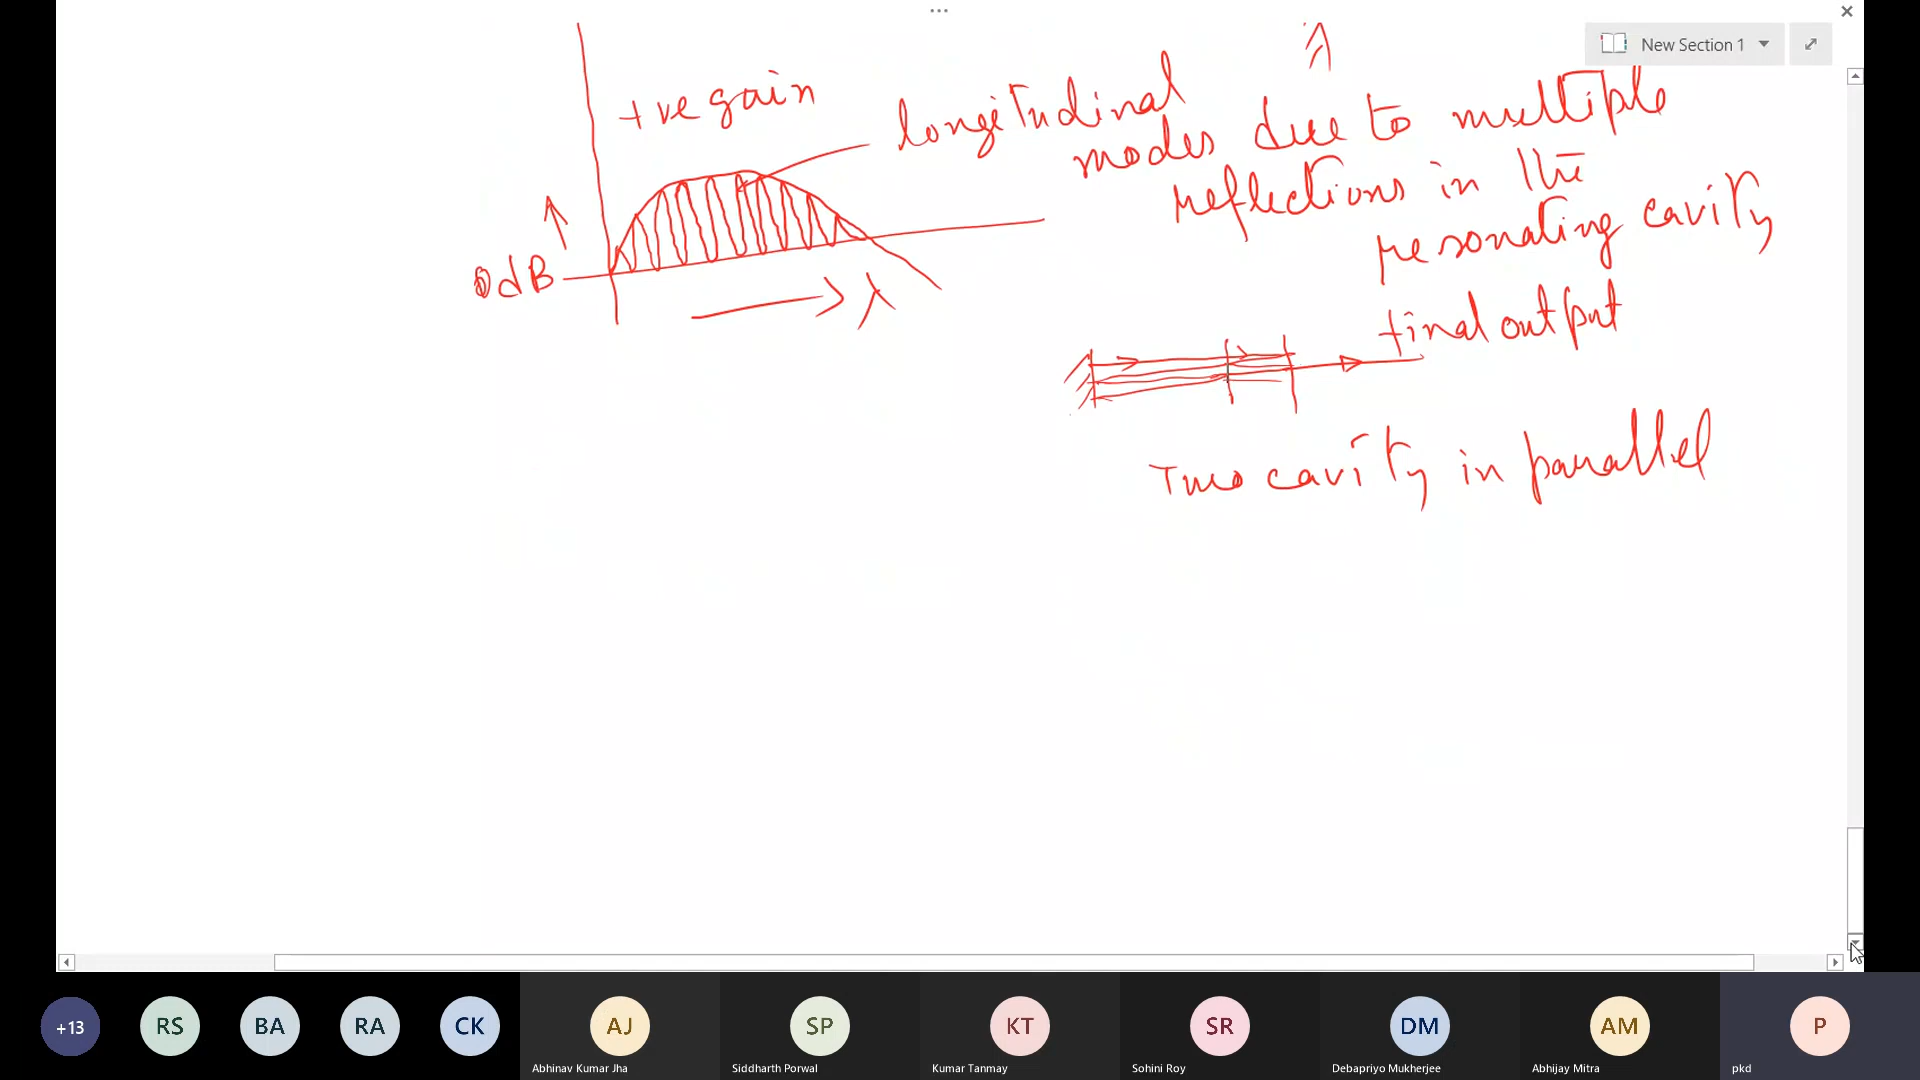 New Section 1
+ve gain
longitudinal
modes due to multiple
reflections in the
resonating cavity
0dB
λ
final output
Two cavity in parallel
+13
RS
BA
RA
CK
AJ
SP
KT
SR
DM
AM
P
Abhinav Kumar Jha
Siddharth Porwal
Kumar Tanmay
Sohini Roy
Debapriyo Mukherjee
Abhijay Mitra
pkd